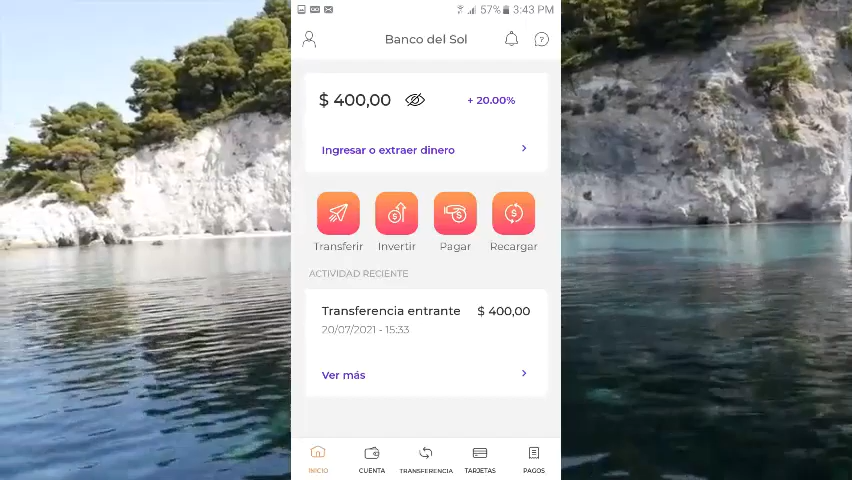 57% 3:43 PM
Banco del Sol
$ 400,00
+ 20.00%
Ingresar o extraer dinero
Transferir Invertir Pagar Recargar
ACTIVIDAD RECIENTE
Transferencia entrante $ 400,00
20/07/2021 - 15:33
Ver más
INICIO CUENTA TRANSFERENCIA TARJETAS PAGOS